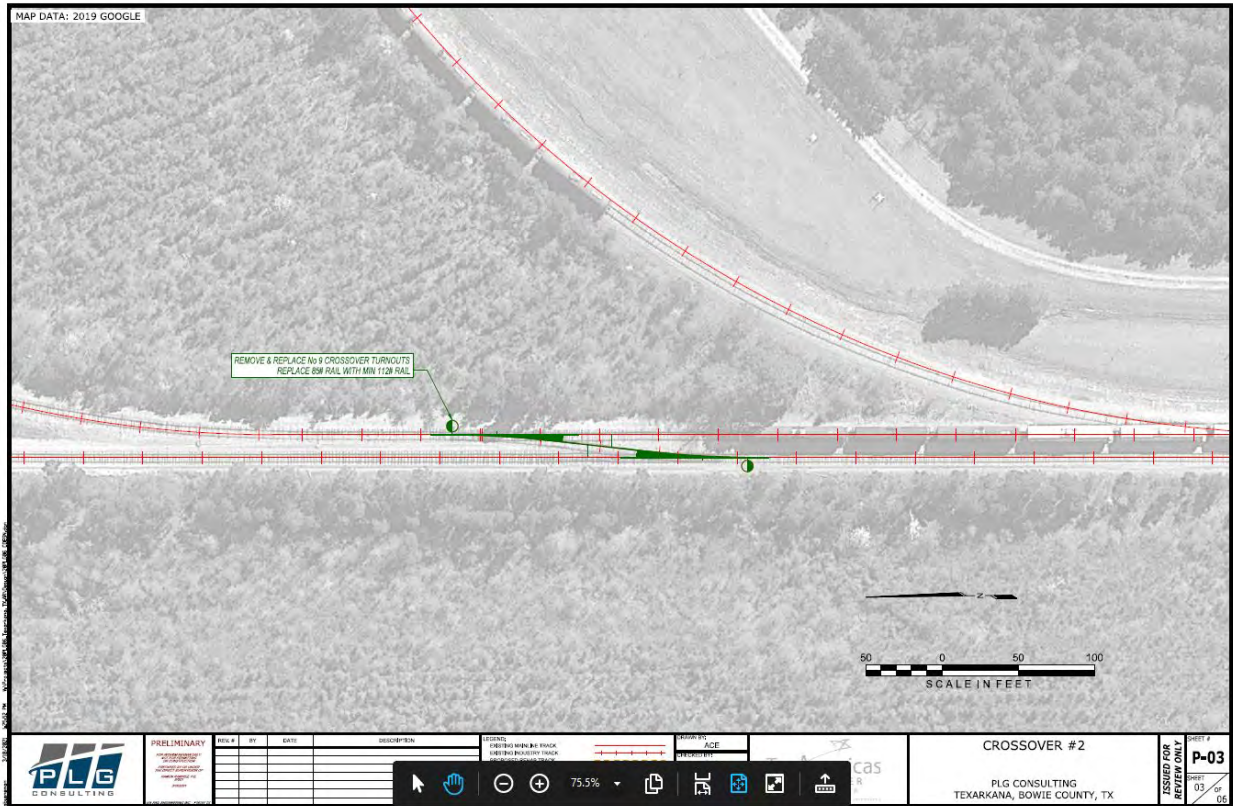 MAP DATA: 2019 GOOGLE
REMOVE & REPLACE No 9 CROSSOVER TURNOUTS
REPLACE 85# RAIL WITH MIN 112# RAIL
Z
50 0 50 100
SCALE IN FEET
PLG
CONSULTING
PRELIMINARY
REV. # BY DATE DESCRIPTION
LEGEND:
EXISTING MAINLINE TRACK
EXISTING INDUSTRY TRACK
DRAWN BY:
ACE
CHECKED BY:
75.5%
CROSSOVER #2
PLG CONSULTING
TEXARKANA, BOWIE COUNTY, TX
ISSUED FOR
REVIEW ONLY
SHEET #
P-03
SHEET
03 OF
06